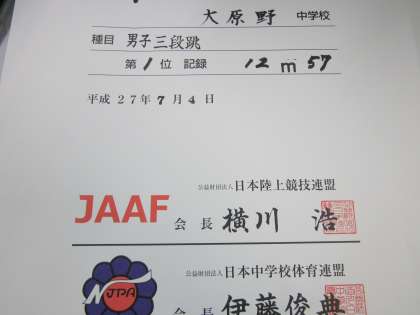 大原野 中学校
種目 男子三段跳
第 1 位 記録 12 m 57
平成 27年 7月 4日
公益財団法人 日本陸上競技連盟
JAAF 会長 横川 浩
公益財団法人 日本中学校体育連盟
NJPA 会長 伊藤俊典